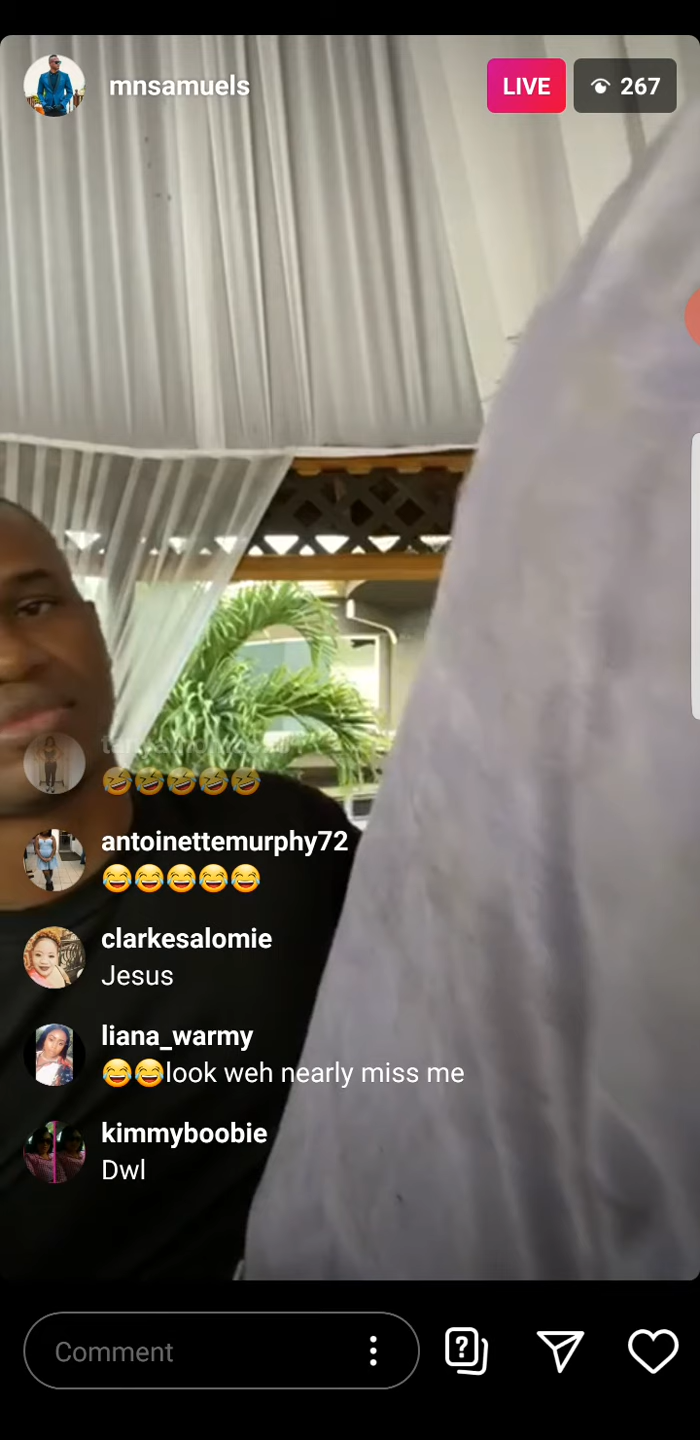 mnsamuels
LIVE
267
🤣🤣🤣🤣🤣
antoinettemurphy72
😂😂😂😂😂
clarkesalomie
Jesus
liana_warmy
😂😂look weh nearly miss me
kimmyboobie
Dwl
Comment